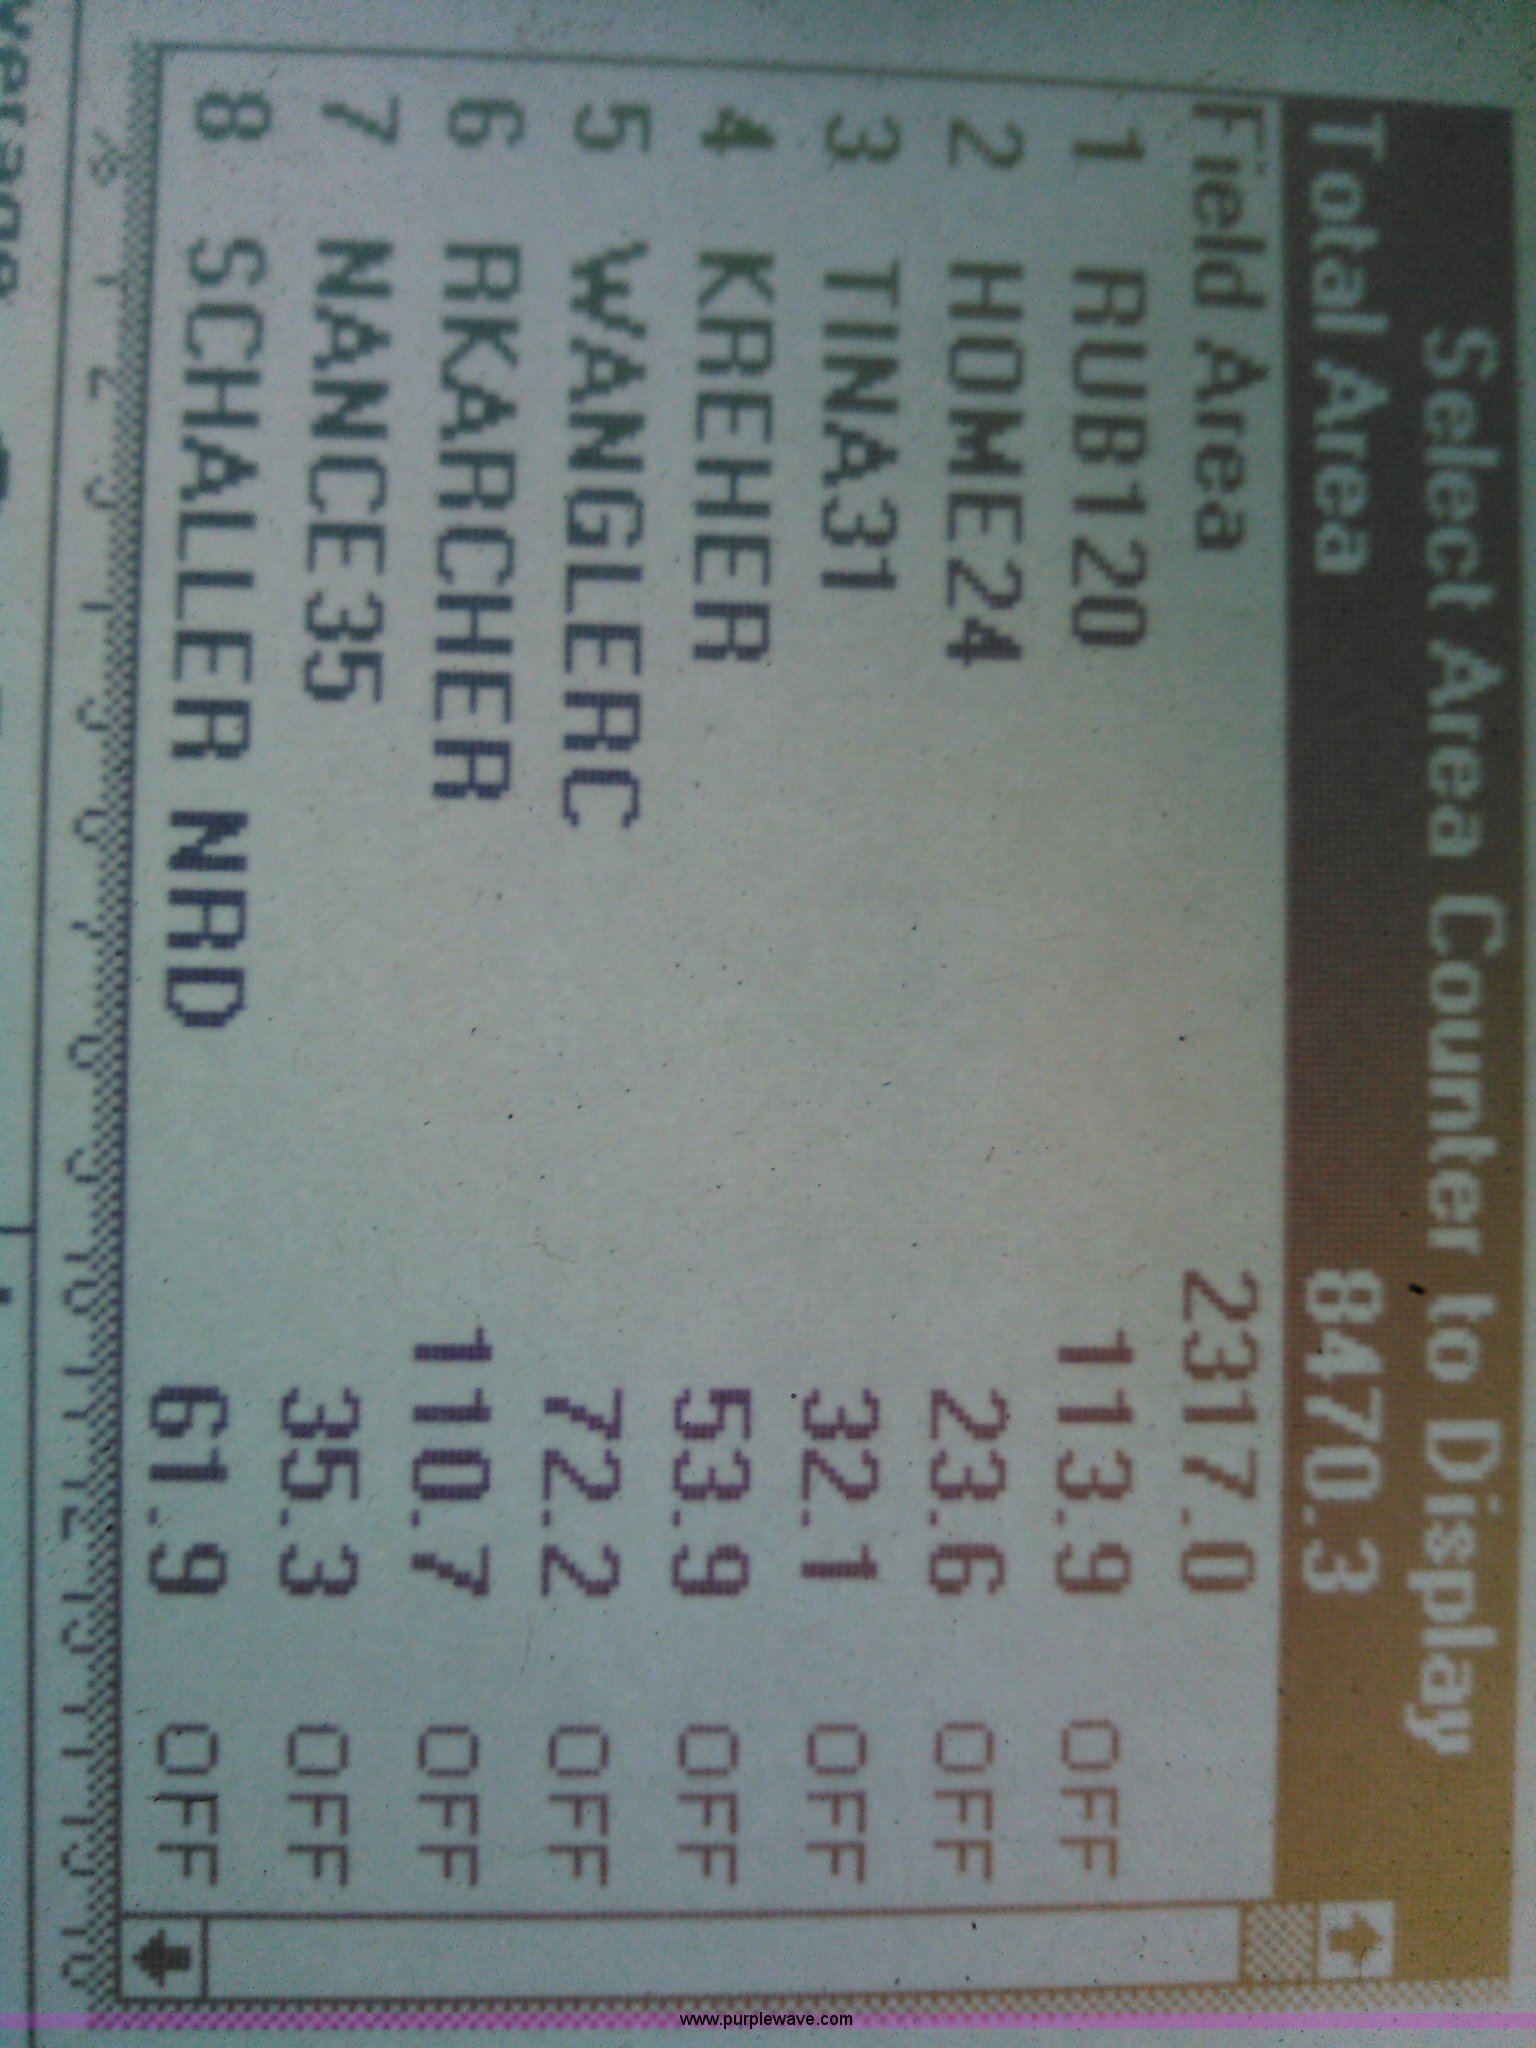 Select Area Counter to Display
Total Area 8470.3
Field Area 2317.0
1 RUB120 113.9 OFF
2 HOME24 23.6 OFF
3 TINA31 32.1 OFF
4 KREHER 53.9 OFF
5 WANGLERC 72.2 OFF
6 RKARCHER 110.7 OFF
7 NANCE35 35.3 OFF
8 SCHALLER NRD 61.9 OFF
www.purplewave.com